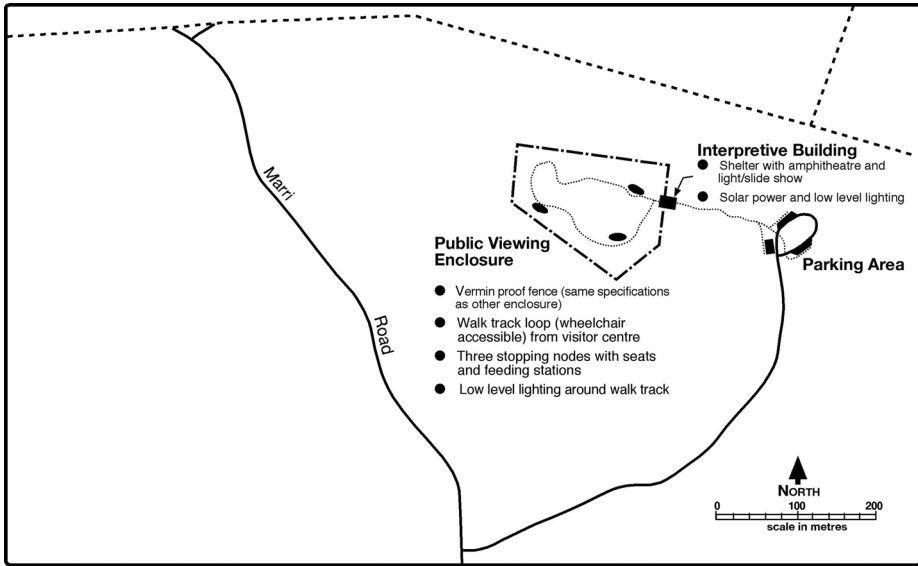 Marri
Road
Interpretive Building
● Shelter with amphitheatre and
light/slide show
● Solar power and low level lighting
Parking Area
Public Viewing
Enclosure
● Vermin proof fence (same specifications
as other enclosure)
● Walk track loop (wheelchair
accessible) from visitor centre
● Three stopping nodes with seats
and feeding stations
● Low level lighting around walk track
NORTH
0 100 200
scale in metres